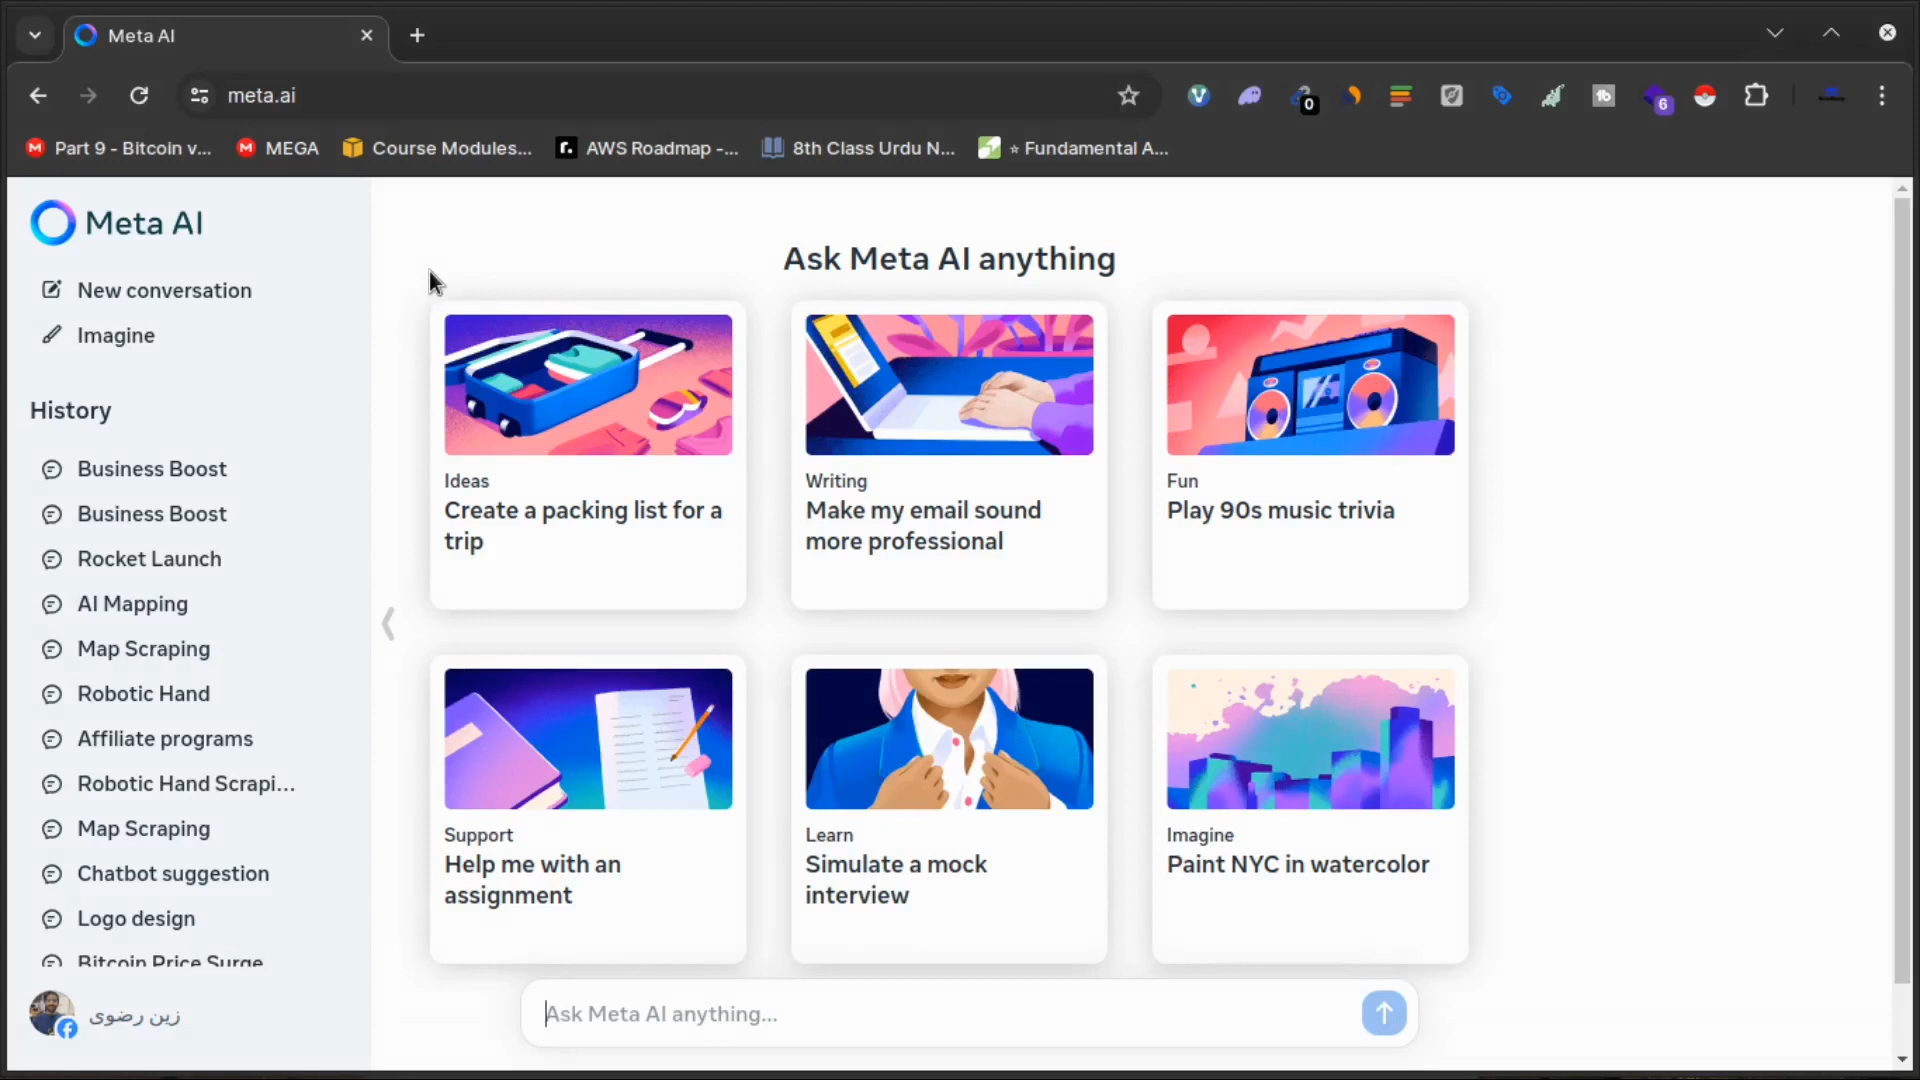 Meta AI
meta.ai
0
6
Part 9 - Bitcoin v...
MEGA
Course Modules...
AWS Roadmap -...
8th Class Urdu N...
⭐ Fundamental A...
Meta AI
New conversation
Imagine
History
Business Boost
Business Boost
Rocket Launch
AI Mapping
Map Scraping
Robotic Hand
Affiliate programs
Robotic Hand Scrapi...
Map Scraping
Chatbot suggestion
Logo design
Bitcoin Price Surge
زین رضوی
Ask Meta AI anything
Ideas
Create a packing list for a
trip
Writing
Make my email sound
more professional
Fun
Play 90s music trivia
Support
Help me with an
assignment
Learn
Simulate a mock
interview
Imagine
Paint NYC in watercolor
Ask Meta AI anything...